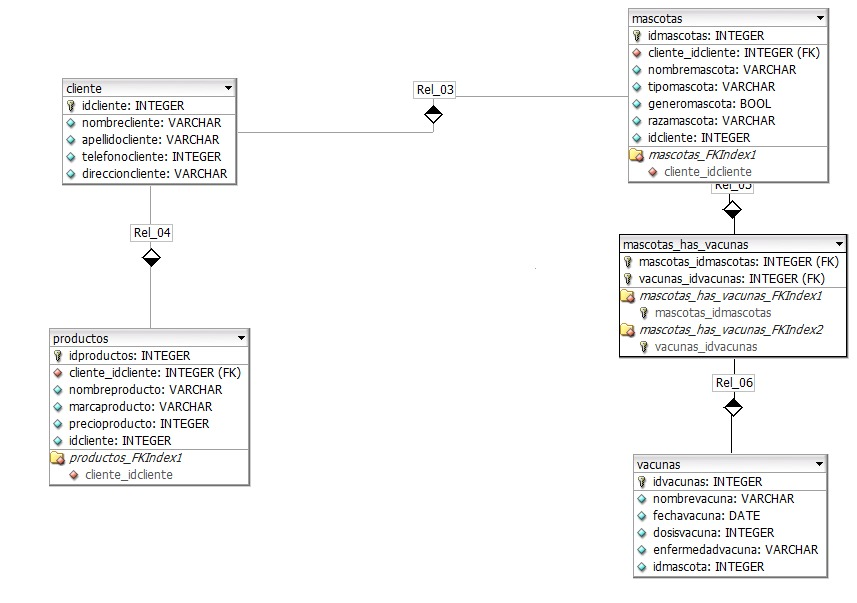 mascotas
idmascotas: INTEGER
cliente_idcliente: INTEGER (FK)
nombremascota: VARCHAR
tipomascota: VARCHAR
generomascota: BOOL
razamascota: VARCHAR
idcliente: INTEGER
mascotas_FKIndex1
cliente_idcliente
cliente
idcliente: INTEGER
nombrecliente: VARCHAR
apellidocliente: VARCHAR
telefonocliente: INTEGER
direccioncliente: VARCHAR
Rel_03
Rel_05
Rel_04
mascotas_has_vacunas
mascotas_idmascotas: INTEGER (FK)
vacunas_idvacunas: INTEGER (FK)
mascotas_has_vacunas_FKIndex1
mascotas_idmascotas
mascotas_has_vacunas_FKIndex2
vacunas_idvacunas
productos
idproductos: INTEGER
cliente_idcliente: INTEGER (FK)
nombreproducto: VARCHAR
marcaproducto: VARCHAR
precioproducto: INTEGER
idcliente: INTEGER
productos_FKIndex1
cliente_idcliente
Rel_06
vacunas
idvacunas: INTEGER
nombrevacuna: VARCHAR
fechavacuna: DATE
dosisvacuna: INTEGER
enfermedadvacuna: VARCHAR
idmascota: INTEGER